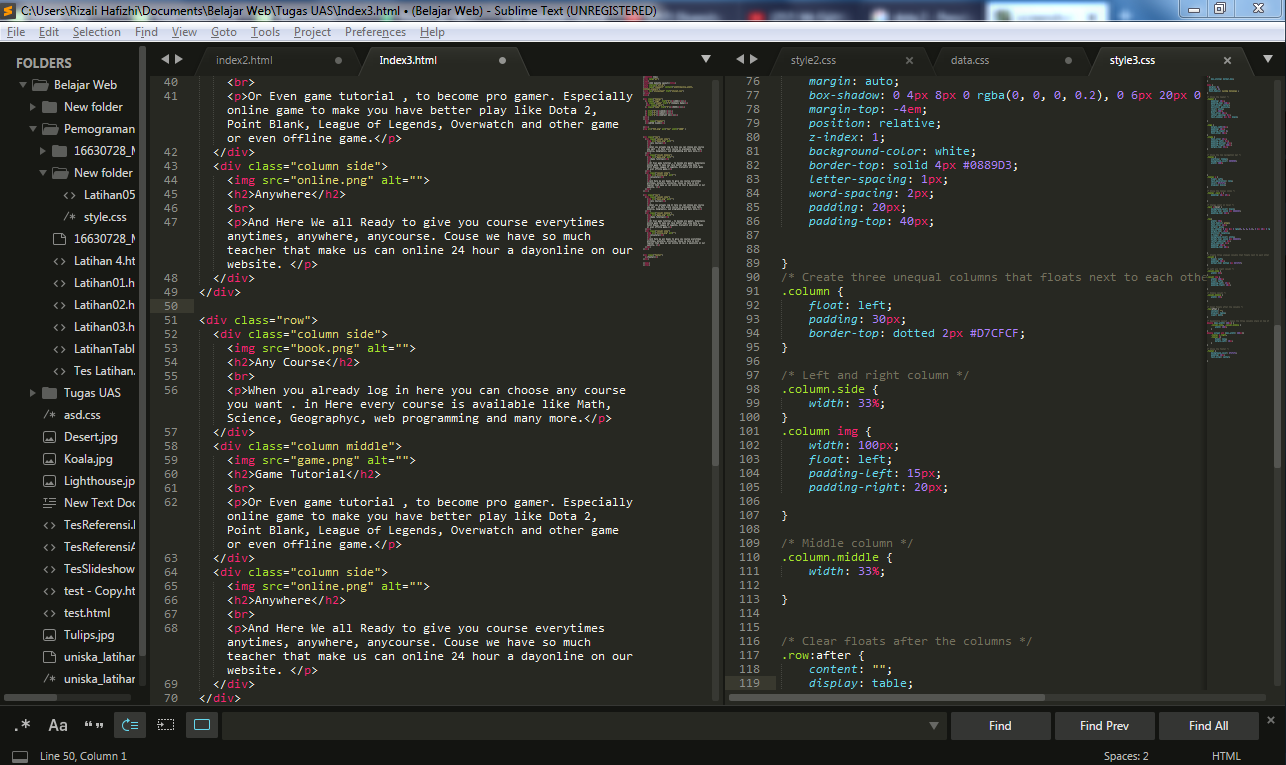 C:\Users\Rizali Hafizhi\Documents\Belajar Web\Tugas UAS\Index3.html • (Belajar Web) - Sublime Text (UNREGISTERED)
File Edit Selection Find View Goto Tools Project Preferences Help
FOLDERS
Belajar Web
New folder
Pemograman
16630728_M
New folder
Latihan05
style.css
16630728_M
Latihan 4.ht
Latihan01.h
Latihan02.h
Latihan03.h
LatihanTabl
Tes Latihan.
Tugas UAS
asd.css
Desert.jpg
Koala.jpg
Lighthouse.jp
New Text Doc
TesReferensi.
TesReferensiA
TesSlideshow
test - Copy.ht
test.html
Tulips.jpg
uniska_latihar
uniska_latihar
index2.html Index3.html
40 <br>
41 <p>Or Even game tutorial , to become pro gamer. Especially
online game to make you have better play like Dota 2,
Point Blank, League of Legends, Overwatch and other game
or even offline game.</p>
42 </div>
43 <div class="column side">
44 <img src="online.png" alt="">
45 <h2>Anywhere</h2>
46 <br>
47 <p>And Here We all Ready to give you course everytimes
anytimes, anywhere, anycourse. Couse we have so much
teacher that make us can online 24 hour a dayonline on our
website. </p>
48 </div>
49 </div>
50
51 <div class="row">
52 <div class="column side">
53 <img src="book.png" alt="">
54 <h2>Any Course</h2>
55 <br>
56 <p>When you already log in here you can choose any course
you want . in Here every course is available like Math,
Science, Geographyc, web programming and many more.</p>
57 </div>
58 <div class="column middle">
59 <img src="game.png" alt="">
60 <h2>Game Tutorial</h2>
61 <br>
62 <p>Or Even game tutorial , to become pro gamer. Especially
online game to make you have better play like Dota 2,
Point Blank, League of Legends, Overwatch and other game
or even offline game.</p>
63 </div>
64 <div class="column side">
65 <img src="online.png" alt="">
66 <h2>Anywhere</h2>
67 <br>
68 <p>And Here We all Ready to give you course everytimes
anytimes, anywhere, anycourse. Couse we have so much
teacher that make us can online 24 hour a dayonline on our
website. </p>
69 </div>
70 </div>
style2.css data.css style3.css
76 margin: auto;
77 box-shadow: 0 4px 8px 0 rgba(0, 0, 0, 0.2), 0 6px 20px 0
78 margin-top: -4em;
79 position: relative;
80 z-index: 1;
81 background-color: white;
82 border-top: solid 4px #0889D3;
83 letter-spacing: 1px;
84 word-spacing: 2px;
85 padding: 20px;
86 padding-top: 40px;
87
88
89 }
90 /* Create three unequal columns that floats next to each othe
91 .column {
92 float: left;
93 padding: 30px;
94 border-top: dotted 2px #D7CFCF;
95 }
96
97 /* Left and right column */
98 .column.side {
99 width: 33%;
100 }
101 .column img {
102 width: 100px;
103 float: left;
104 padding-left: 15px;
105 padding-right: 20px;
106
107 }
108
109 /* Middle column */
110 .column.middle {
111 width: 33%;
112
113 }
114
115
116 /* Clear floats after the columns */
117 .row:after {
118 content: "";
119 display: table;
.* Aa “” Find Find Prev Find All
Line 50, Column 1 Spaces: 2 HTML